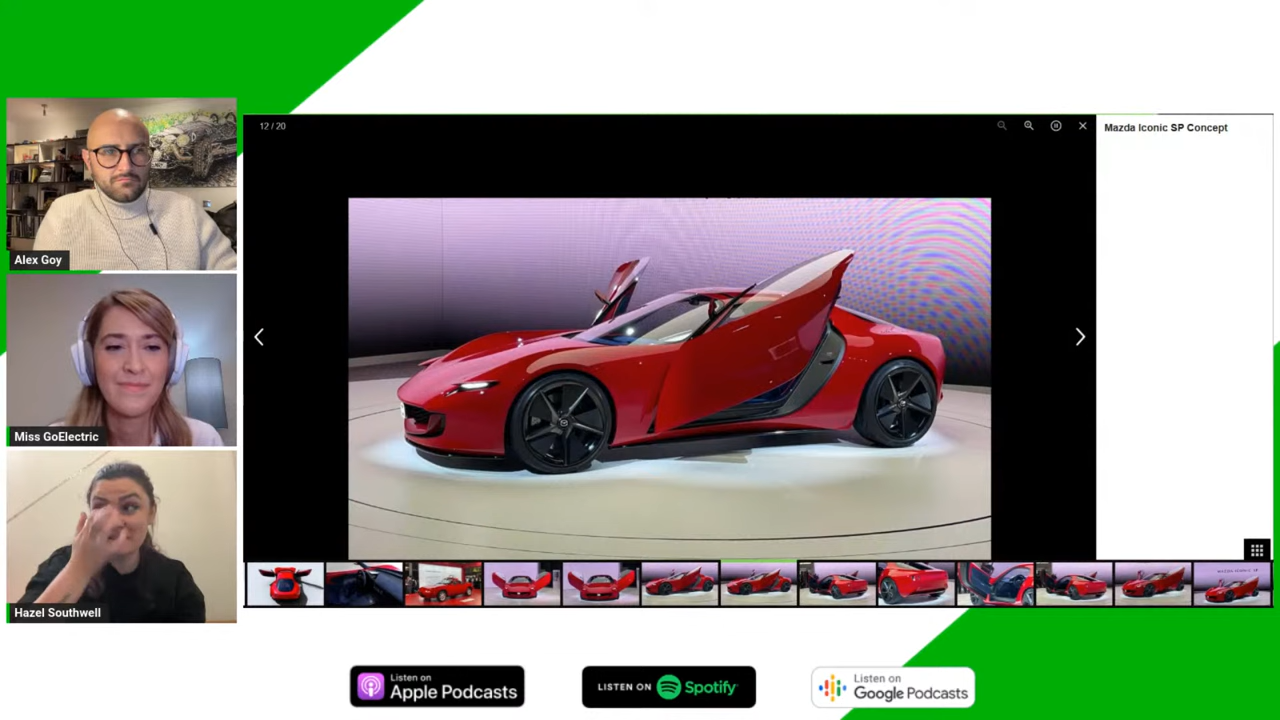 12 / 20
Mazda Iconic SP Concept
Alex Goy
Miss GoElectric
Hazel Southwell
Listen on
Apple Podcasts
LISTEN ON Spotify
Listen on
Google Podcasts